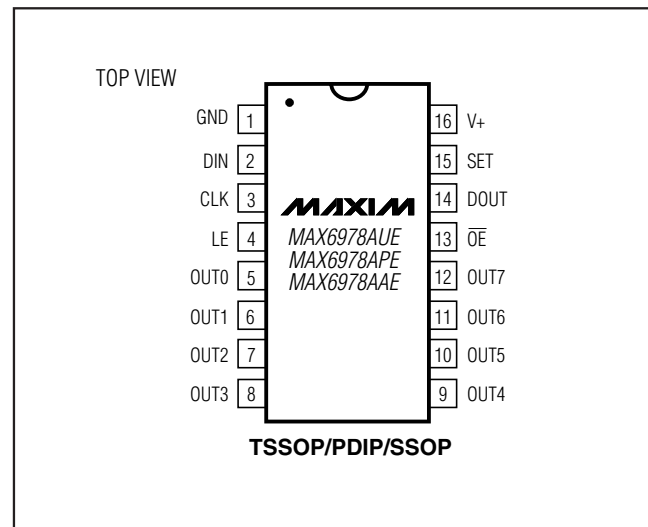 TOP VIEW
GND 1 16 V+
DIN 2 15 SET
CLK 3 14 DOUT
MAXIM
LE 4 13 O̅E̅
MAX6978AUE
MAX6978APE
MAX6978AAE
OUT0 5 12 OUT7
OUT1 6 11 OUT6
OUT2 7 10 OUT5
OUT3 8 9 OUT4
TSSOP/PDIP/SSOP